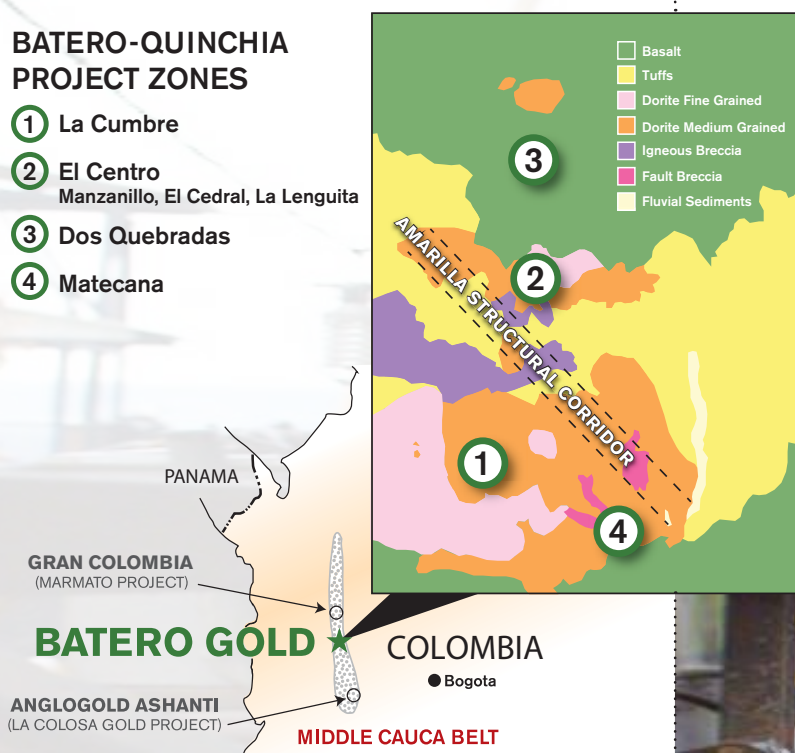 BATERO-QUINCHIA
PROJECT ZONES
1 La Cumbre
2 El Centro
Manzanillo, El Cedral, La Lenguita
3 Dos Quebradas
4 Matecana
Basalt
Tuffs
Dorite Fine Grained
Dorite Medium Grained
Igneous Breccia
Fault Breccia
Fluvial Sediments
3
2
AMARILLA STRUCTURAL CORRIDOR
1
4
PANAMA
GRAN COLOMBIA
(MARMATO PROJECT)
BATERO GOLD
COLOMBIA
Bogota
ANGLOGOLD ASHANTI
(LA COLOSA GOLD PROJECT)
MIDDLE CAUCA BELT